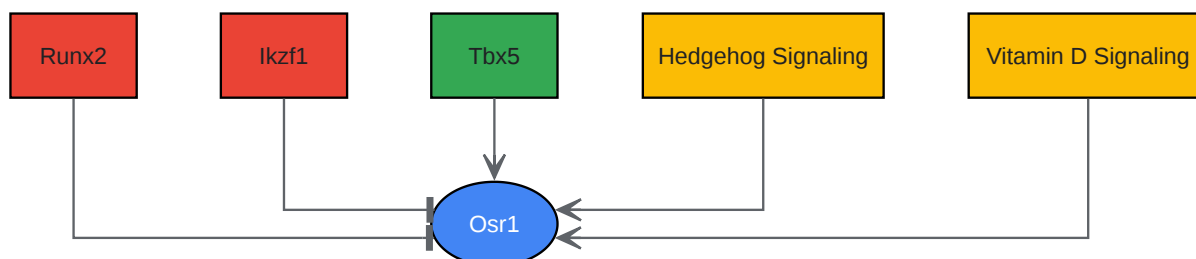 Runx2
Ikzf1
Tbx5
Hedgehog Signaling
Vitamin D Signaling
Osr1